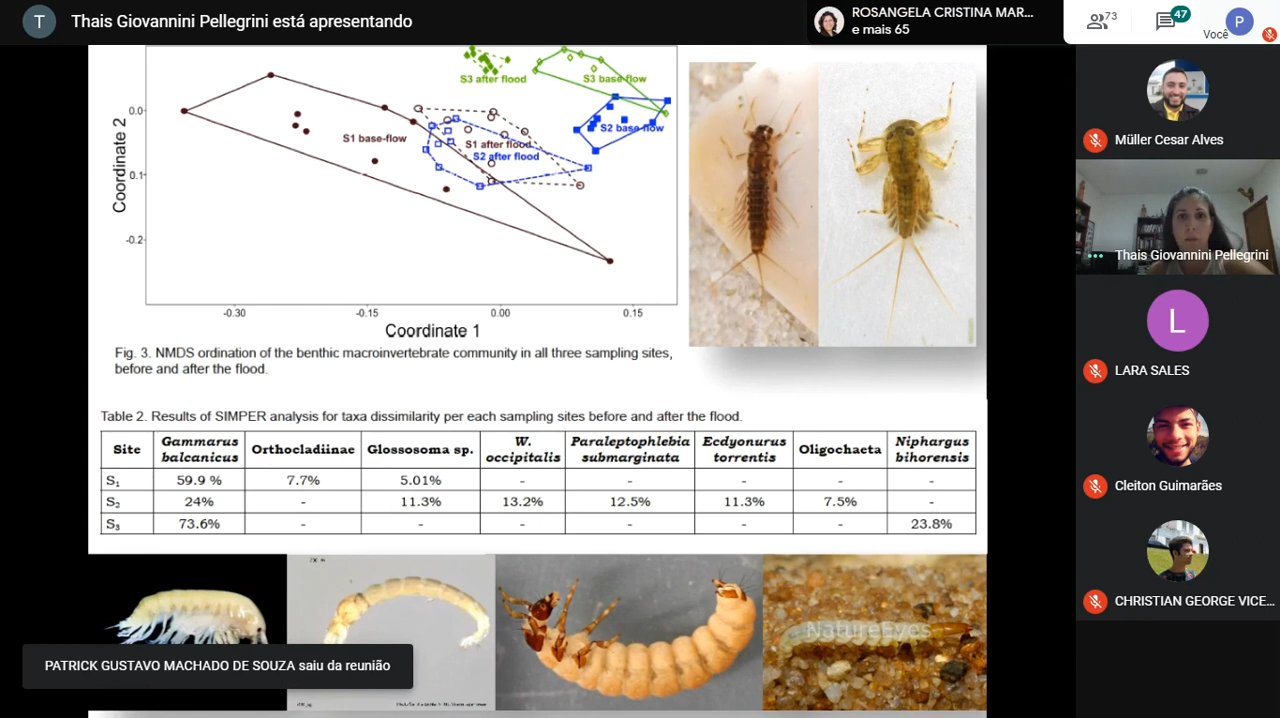 T Thais Giovannini Pellegrini está apresentando
ROSANGELA CRISTINA MAR...
e mais 65
73
47
Você
P
S3 after flood
S3 base-flow
0.0
S2 base-flow
S1 base-flow
S1 after flood
S2 after flood
0.1
-0.2
Coordinate 2
-0.30 -0.15 0.00 0.15
Coordinate 1
Fig. 3. NMDS ordination of the benthic macroinvertebrate community in all three sampling sites,
before and after the flood.
Table 2. Results of SIMPER analysis for taxa dissimilarity per each sampling sites before and after the flood.
Site Gammarus balcanicus Orthocladiinae Glossosoma sp. W. occipitalis Paraleptophlebia submarginata Ecdyonurus torrentis Oligochaeta Niphargus bihorensis
S₁ 59.9 % 7.7% 5.01% - - - - -
S₂ 24% - 11.3% 13.2% 12.5% 11.3% 7.5% -
S₃ 73.6% - - - - - - 23.8%
NatureEyes
PATRICK GUSTAVO MACHADO DE SOUZA saiu da reunião
Müller Cesar Alves
Thais Giovannini Pellegrini
L
LARA SALES
Cleiton Guimarães
CHRISTIAN GEORGE VICE...